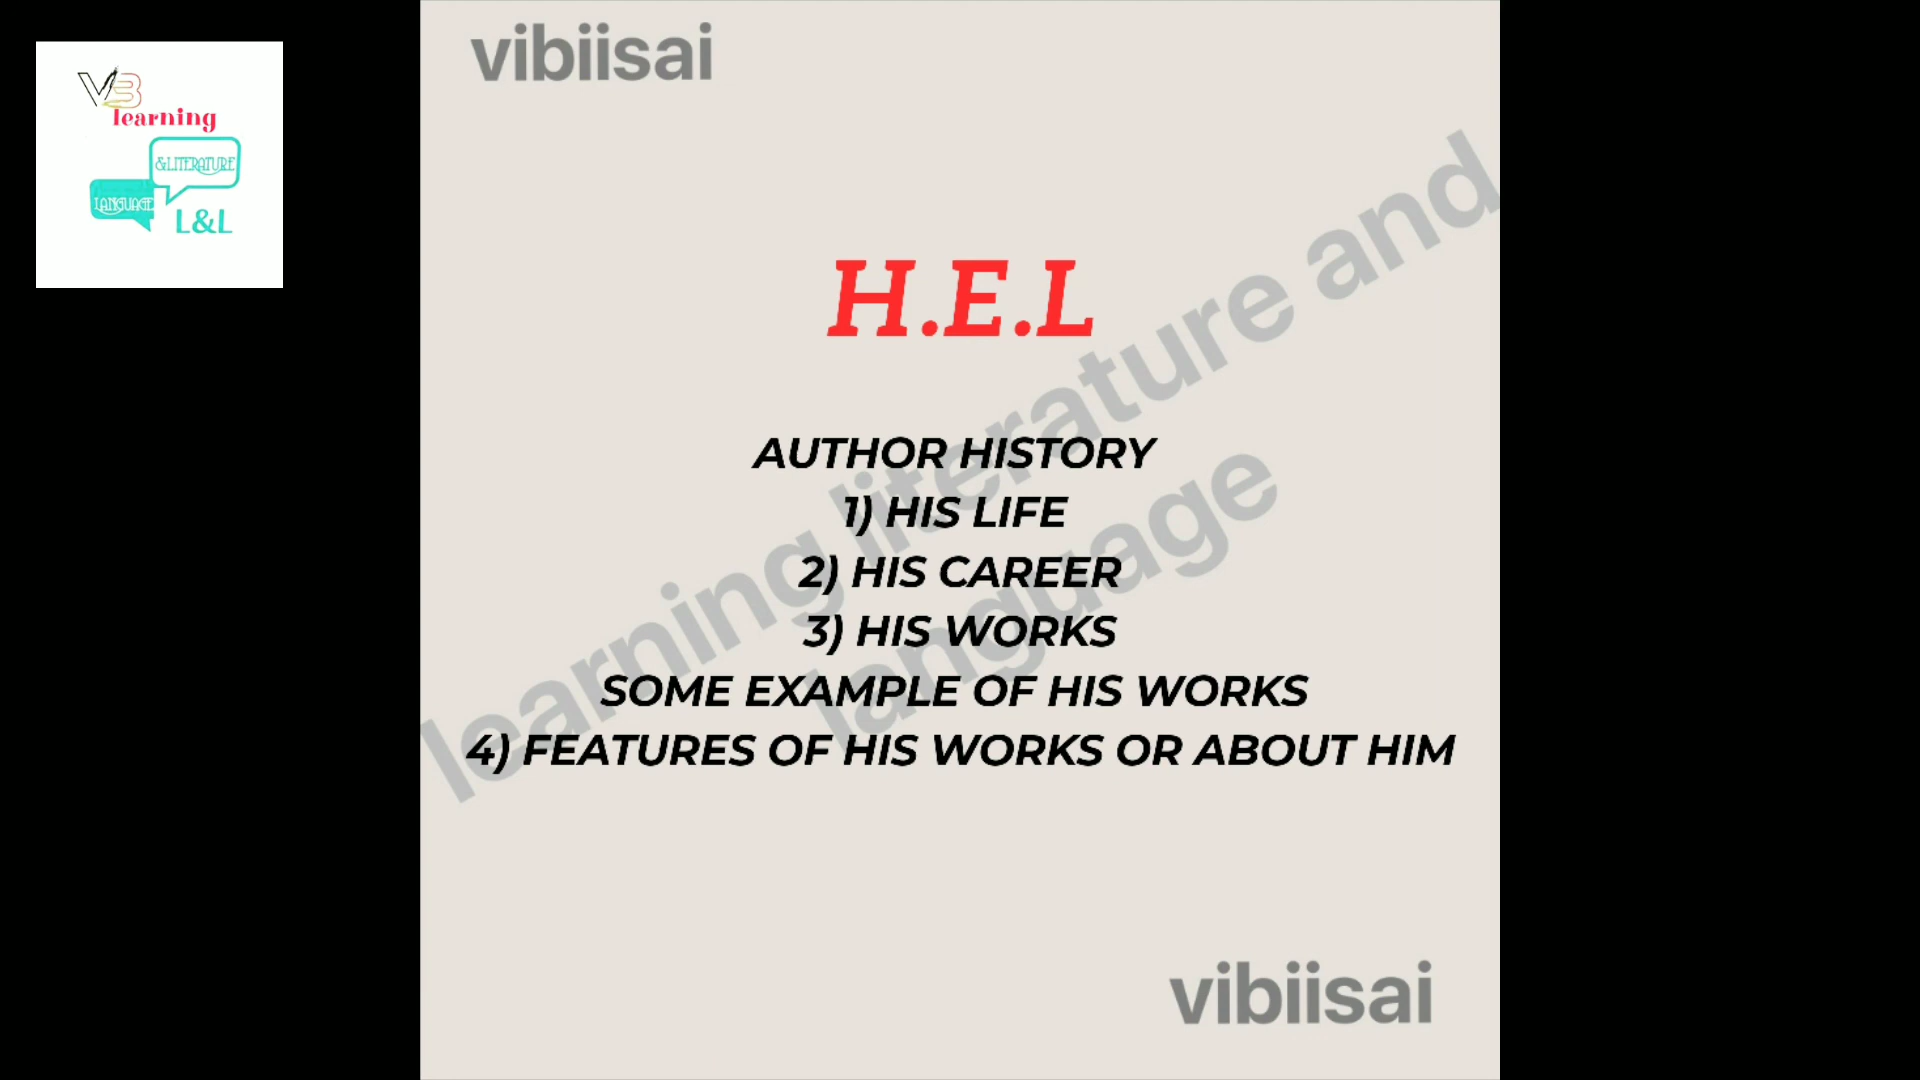 vibiisai
VB
learning
&LITERATURE
LANGUAGE
L&L
H.E.L
learning literature and
language
AUTHOR HISTORY
1) HIS LIFE
2) HIS CAREER
3) HIS WORKS
SOME EXAMPLE OF HIS WORKS
4) FEATURES OF HIS WORKS OR ABOUT HIM
vibiisai